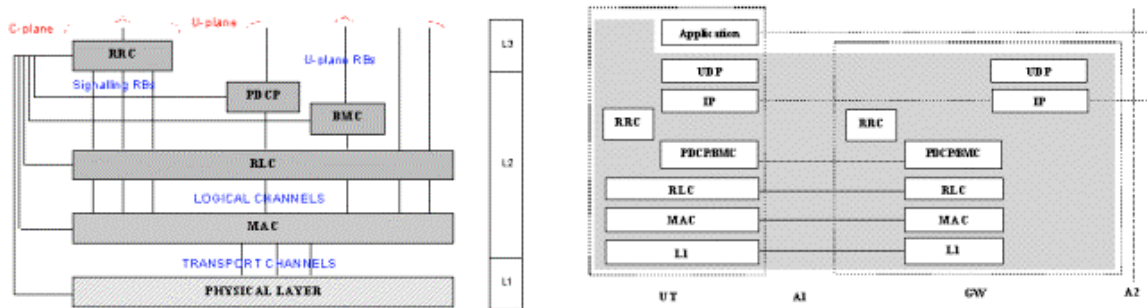 C-plane
U-plane
RRC
U-plane RBs
Signalling RBs
PDCP
BMC
RLC
LOGICAL CHANNELS
MAC
TRANSPORT CHANNELS
PHYSICAL LAYER
L3
L2
L1
Application
UDP
UDP
IP
IP
RRC
RRC
PDCP/BMC
PDCP/BMC
RLC
RLC
MAC
MAC
L1
L1
UT
A1
GW
A2